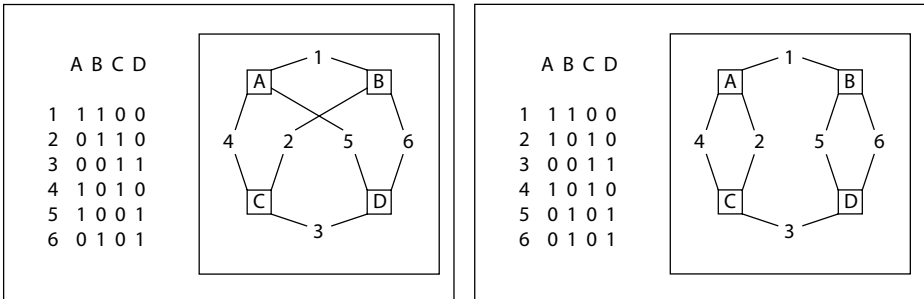 A B C D
1 1 1 0 0
2 0 1 1 0
3 0 0 1 1
4 1 0 1 0
5 1 0 0 1
6 0 1 0 1
1
A B
4 2 5 6
C D
3
A B C D
1 1 1 0 0
2 1 0 1 0
3 0 0 1 1
4 1 0 1 0
5 0 1 0 1
6 0 1 0 1
1
A B
4 2 5 6
C D
3